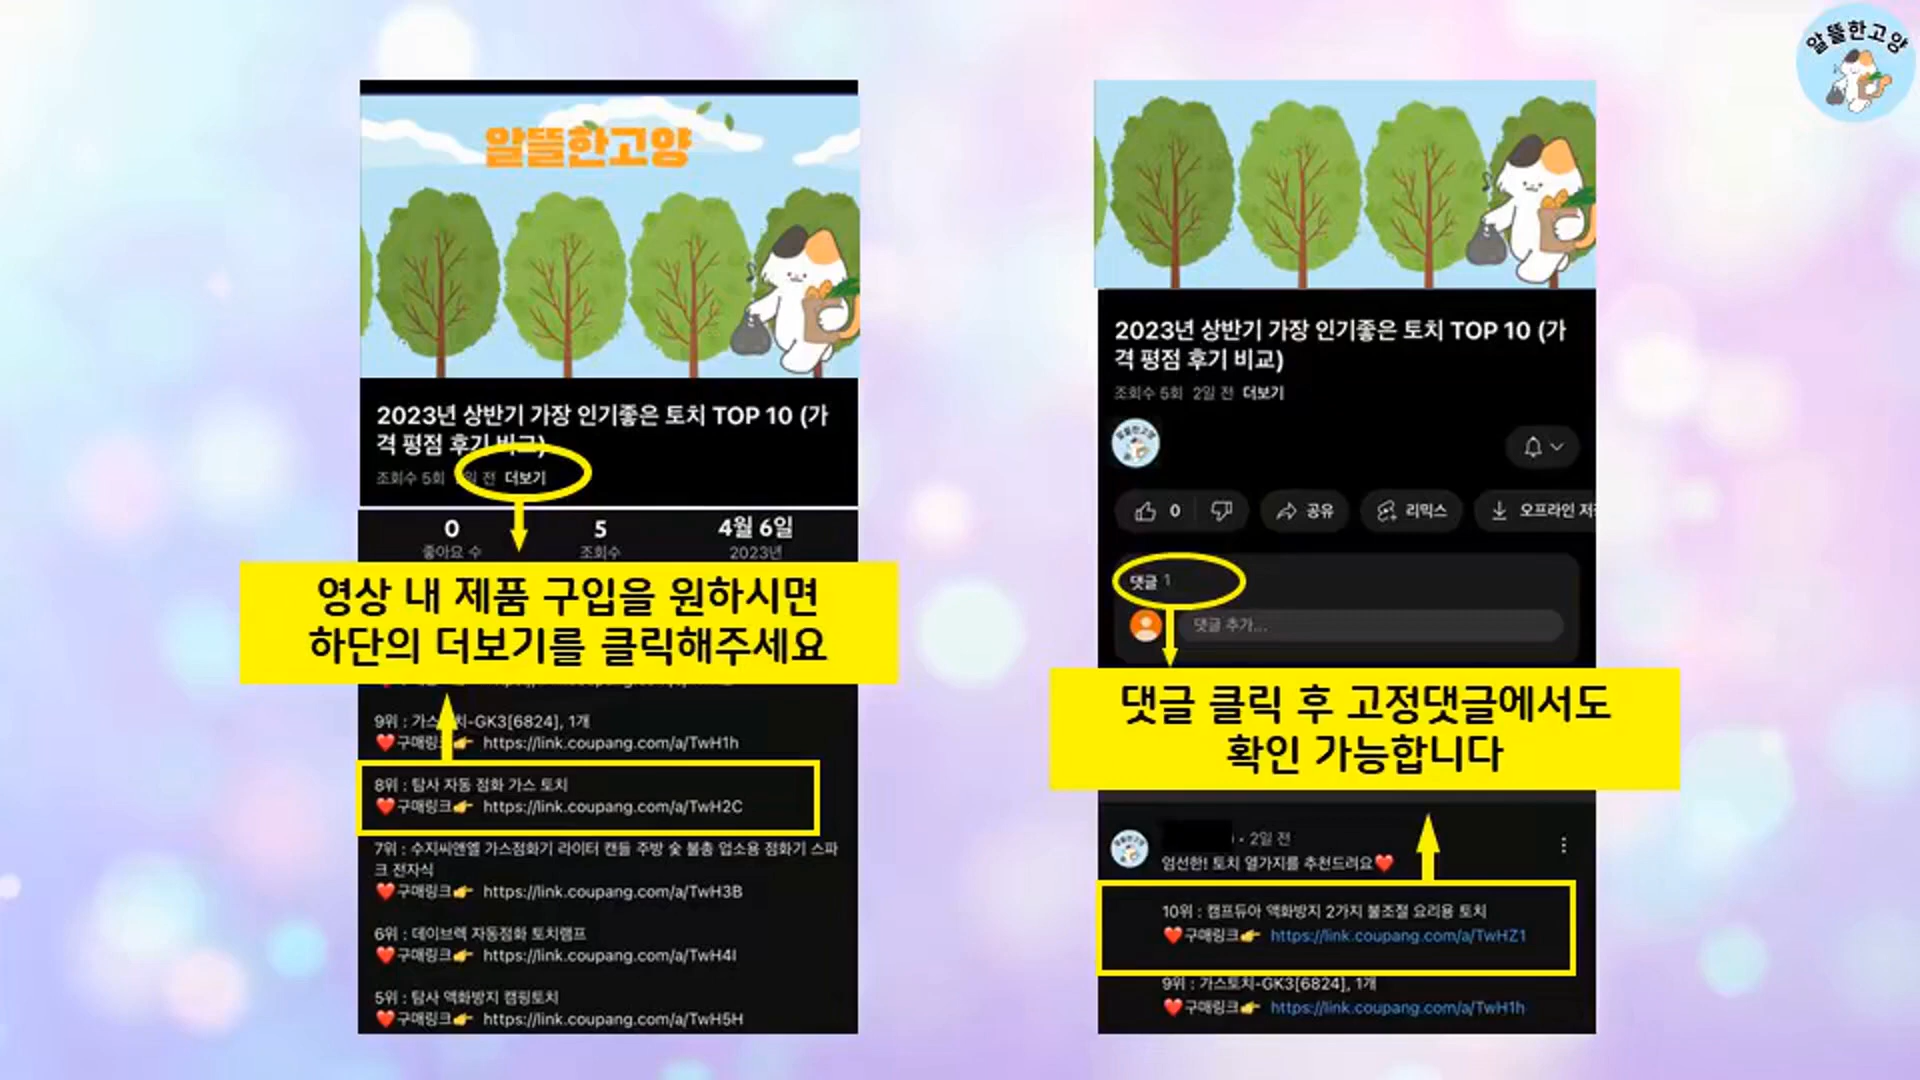 알뜰한고양
알뜰한고양
2023년 상반기 가장 인기좋은 토치 TOP 10 (가
격 평점 후기 비교)
조회수 5회 일 전 더보기
0 5 4월 6일
좋아요 수 조회수 2023년
영상 내 제품 구입을 원하시면
하단의 더보기를 클릭해주세요
9위 : 가스토치-GK3[6824], 1개
❤️구매링크👉 https://link.coupang.com/a/TwH1h
8위 : 탐사 자동 점화 가스 토치
❤️구매링크👉 https://link.coupang.com/a/TwH2C
7위 : 수지씨앤엘 가스점화기 라이터 캔들 주방 숯 불총 업소용 점화기 스파
크 전자식
❤️구매링크👉 https://link.coupang.com/a/TwH3B
6위 : 데이브렉 자동점화 토치램프
❤️구매링크👉 https://link.coupang.com/a/TwH4I
5위 : 탐사 액화방지 캠핑토치
❤️구매링크👉 https://link.coupang.com/a/TwH5H
2023년 상반기 가장 인기좋은 토치 TOP 10 (가
격 평점 후기 비교)
조회수 5회 2일 전 더보기
알뜰한고양
0 공유 리믹스 오프라인 저
댓글 1
댓글 추가...
댓글 클릭 후 고정댓글에서도
확인 가능합니다
• 2일 전
엄선한! 토치 열가지를 추천드려요❤️
10위 : 캠프듀아 액화방지 2가지 불조절 요리용 토치
❤️구매링크👉 https://link.coupang.com/a/TwHZ1
9위 : 가스토치-GK3[6824], 1개
❤️구매링크👉 https://link.coupang.com/a/TwH1h